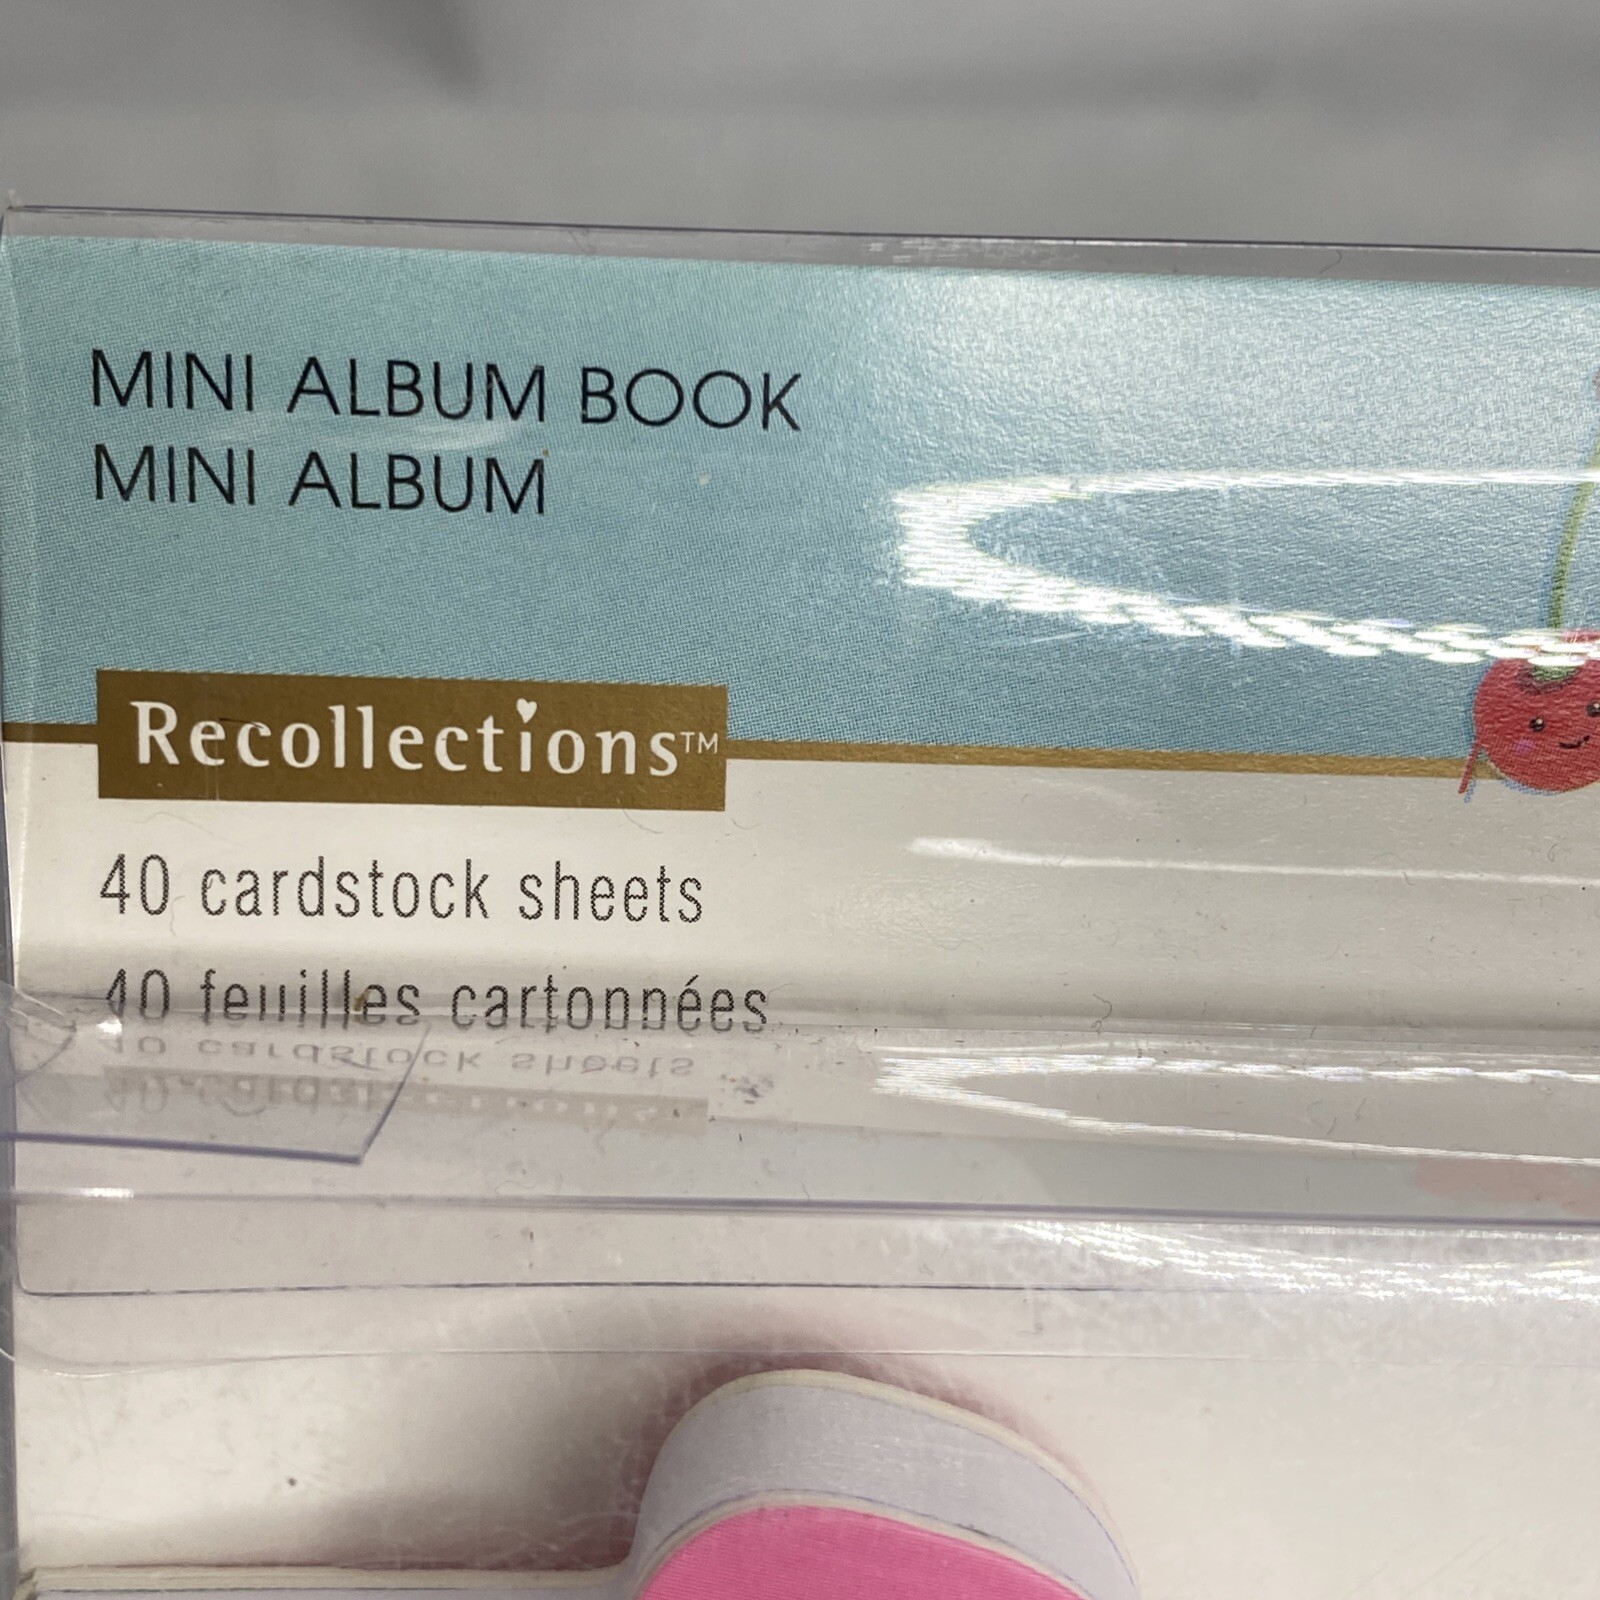 MINI ALBUM BOOK
MINI ALBUM
Recollections™
40 cardstock sheets
40 feuilles cartonnées